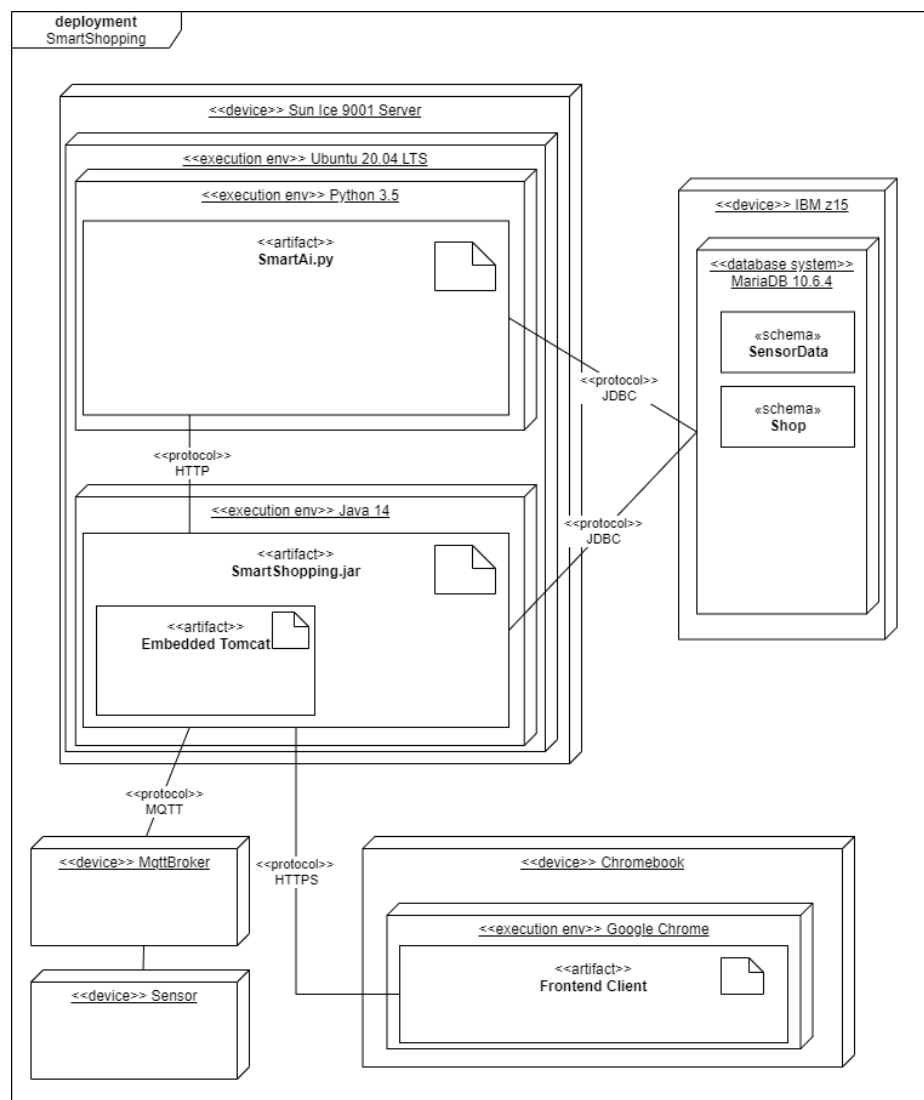 deployment
SmartShopping
<<device>> Sun Ice 9001 Server
<<execution env>> Ubuntu 20.04 LTS
<<execution env>> Python 3.5
<<artifact>>
SmartAi.py
<<protocol>>
HTTP
<<execution env>> Java 14
<<artifact>>
SmartShopping.jar
<<artifact>>
Embedded Tomcat
<<device>> IBM z15
<<database system>>
MariaDB 10.6.4
«schema»
SensorData
«schema»
Shop
<<protocol>>
JDBC
<<protocol>>
JDBC
<<protocol>>
MQTT
<<device>> MqttBroker
<<device>> Sensor
<<protocol>>
HTTPS
<<device>> Chromebook
<<execution env>> Google Chrome
<<artifact>>
Frontend Client